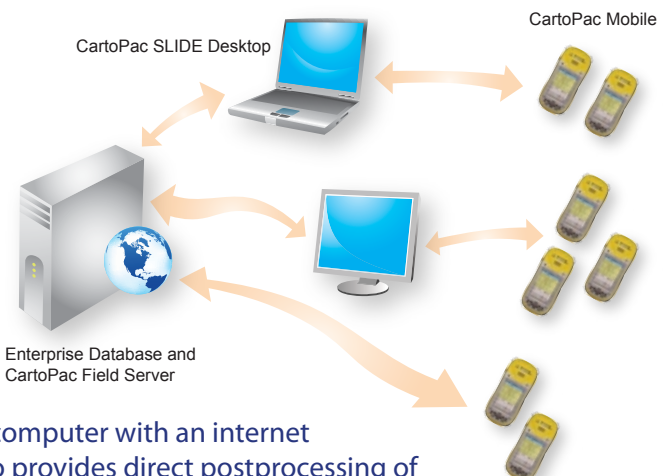 CartoPac Mobile
CartoPac SLIDE Desktop
Enterprise Database and
CartoPac Field Server
computer with an internet
provides direct postprocessing of